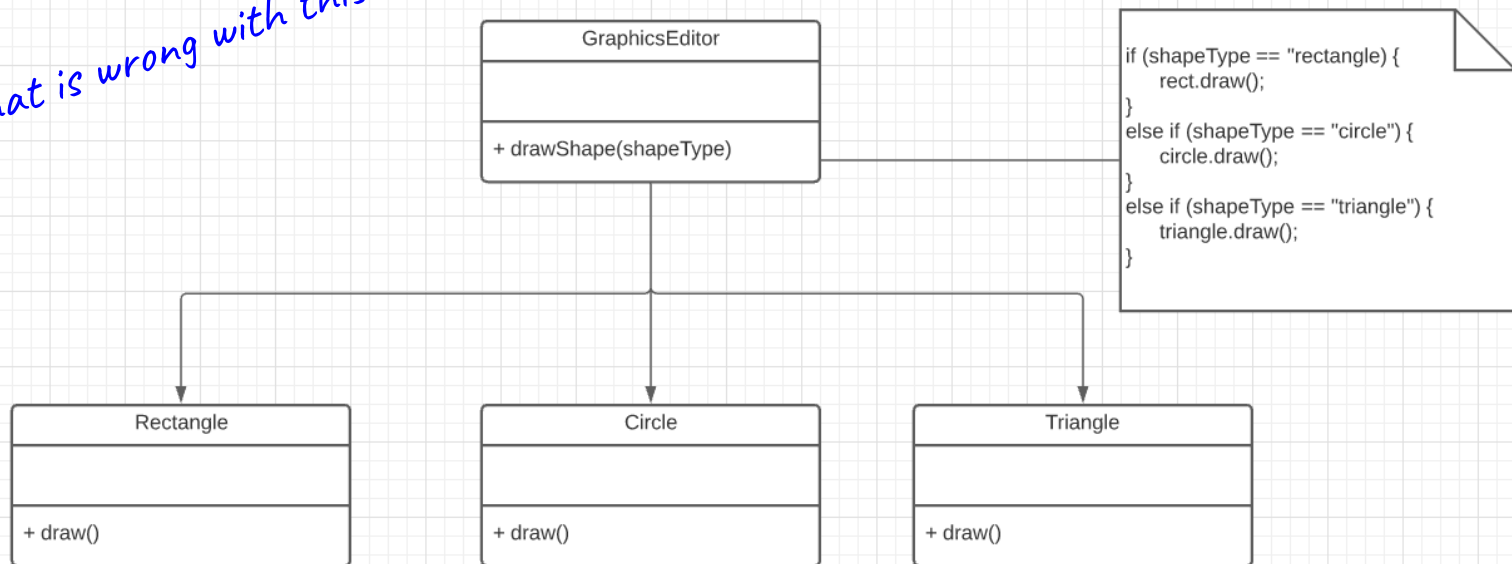 at is wrong with this
GraphicsEditor
+ drawShape(shapeType)
if (shapeType == "rectangle) {
rect.draw();
}
else if (shapeType == "circle") {
circle.draw();
}
else if (shapeType == "triangle") {
triangle.draw();
}
Rectangle
+ draw()
Circle
+ draw()
Triangle
+ draw()